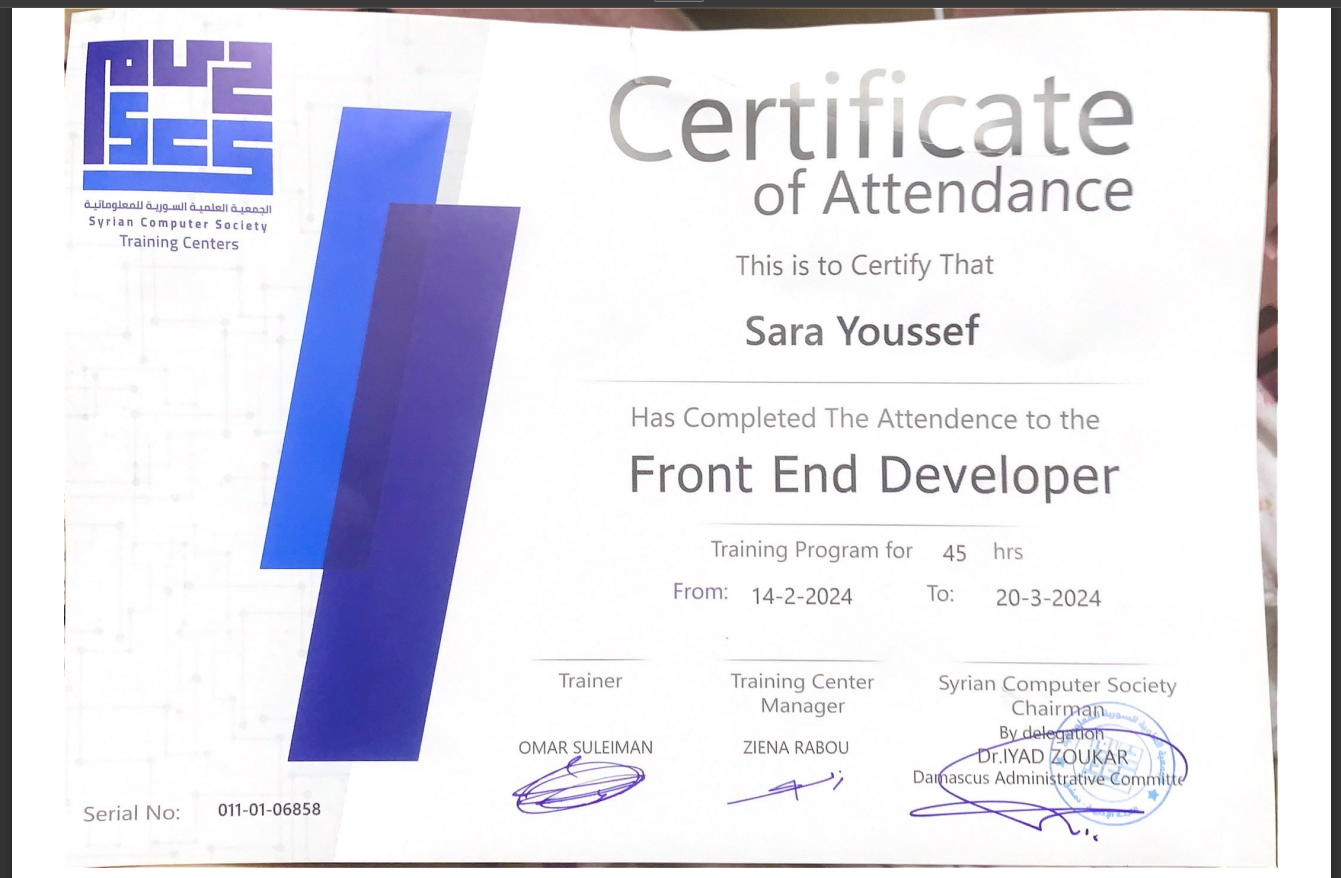 الجمعية العلمية السورية للمعلوماتية
Syrian Computer Society
Training Centers
Certificate
of Attendance
This is to Certify That
Sara Youssef
Has Completed The Attendence to the
Front End Developer
Training Program for 45 hrs
From: 14-2-2024 To: 20-3-2024
Trainer
OMAR SULEIMAN
Training Center
Manager
ZIENA RABOU
Syrian Computer Society
Chairman
By delegation
Dr.IYAD ZOUKAR
Damascus Administrative Committe
Serial No: 011-01-06858